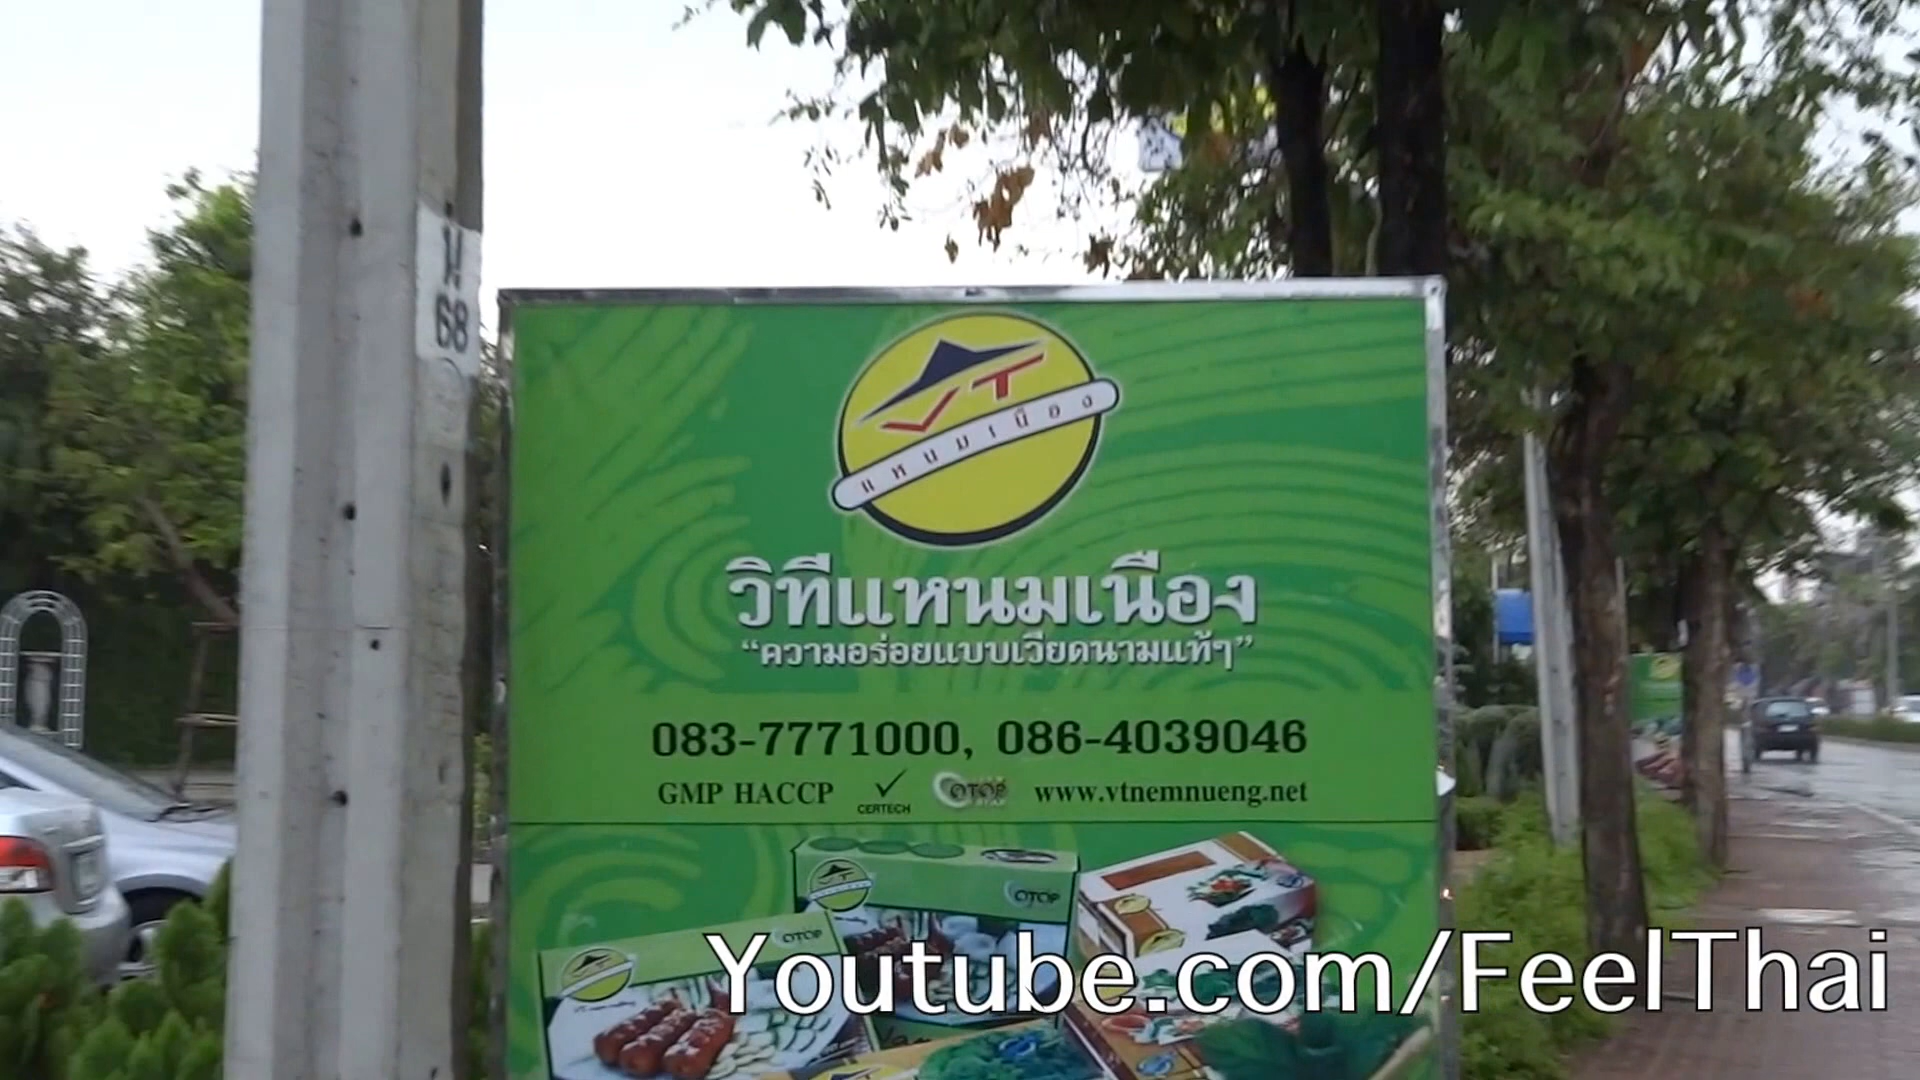 น.
68
VT
แหนมเนือง
วีทีแหนมเนือง
“ความอร่อยแบบเวียดนามแท้ๆ”
083-7771000, 086-4039046
GMP HACCP CERTECH OTOP www.vtnemnueng.net
VT
OTOP
OTOP
Youtube.com/FeelThai